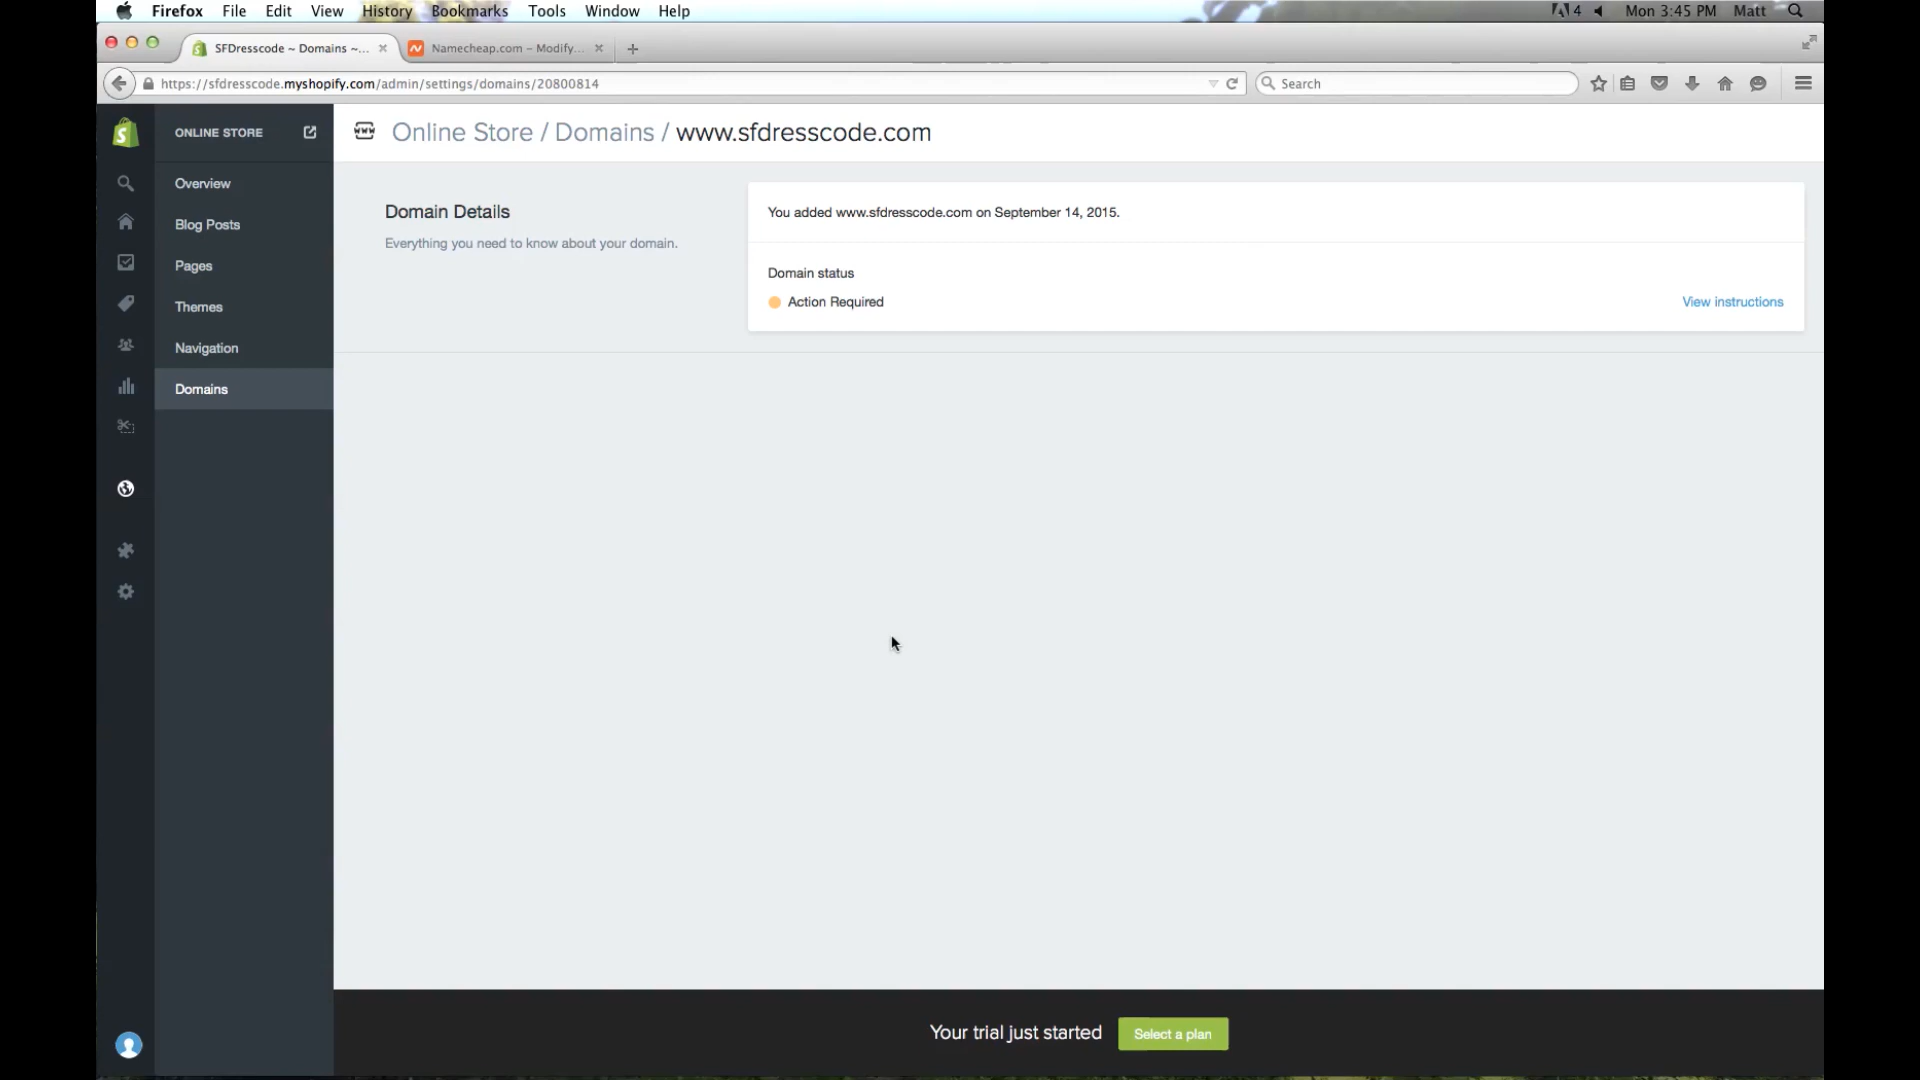 Firefox File Edit View History Bookmarks Tools Window Help 4 Mon 3:45 PM Matt
SFDresscode ~ Domains ~... Namecheap.com – Modify...
https://sfdresscode.myshopify.com/admin/settings/domains/20800814 Search
ONLINE STORE
Overview
Blog Posts
Pages
Themes
Navigation
Domains
Online Store / Domains / www.sfdresscode.com
Domain Details
Everything you need to know about your domain.
You added www.sfdresscode.com on September 14, 2015.
Domain status
Action Required View instructions
Your trial just started Select a plan